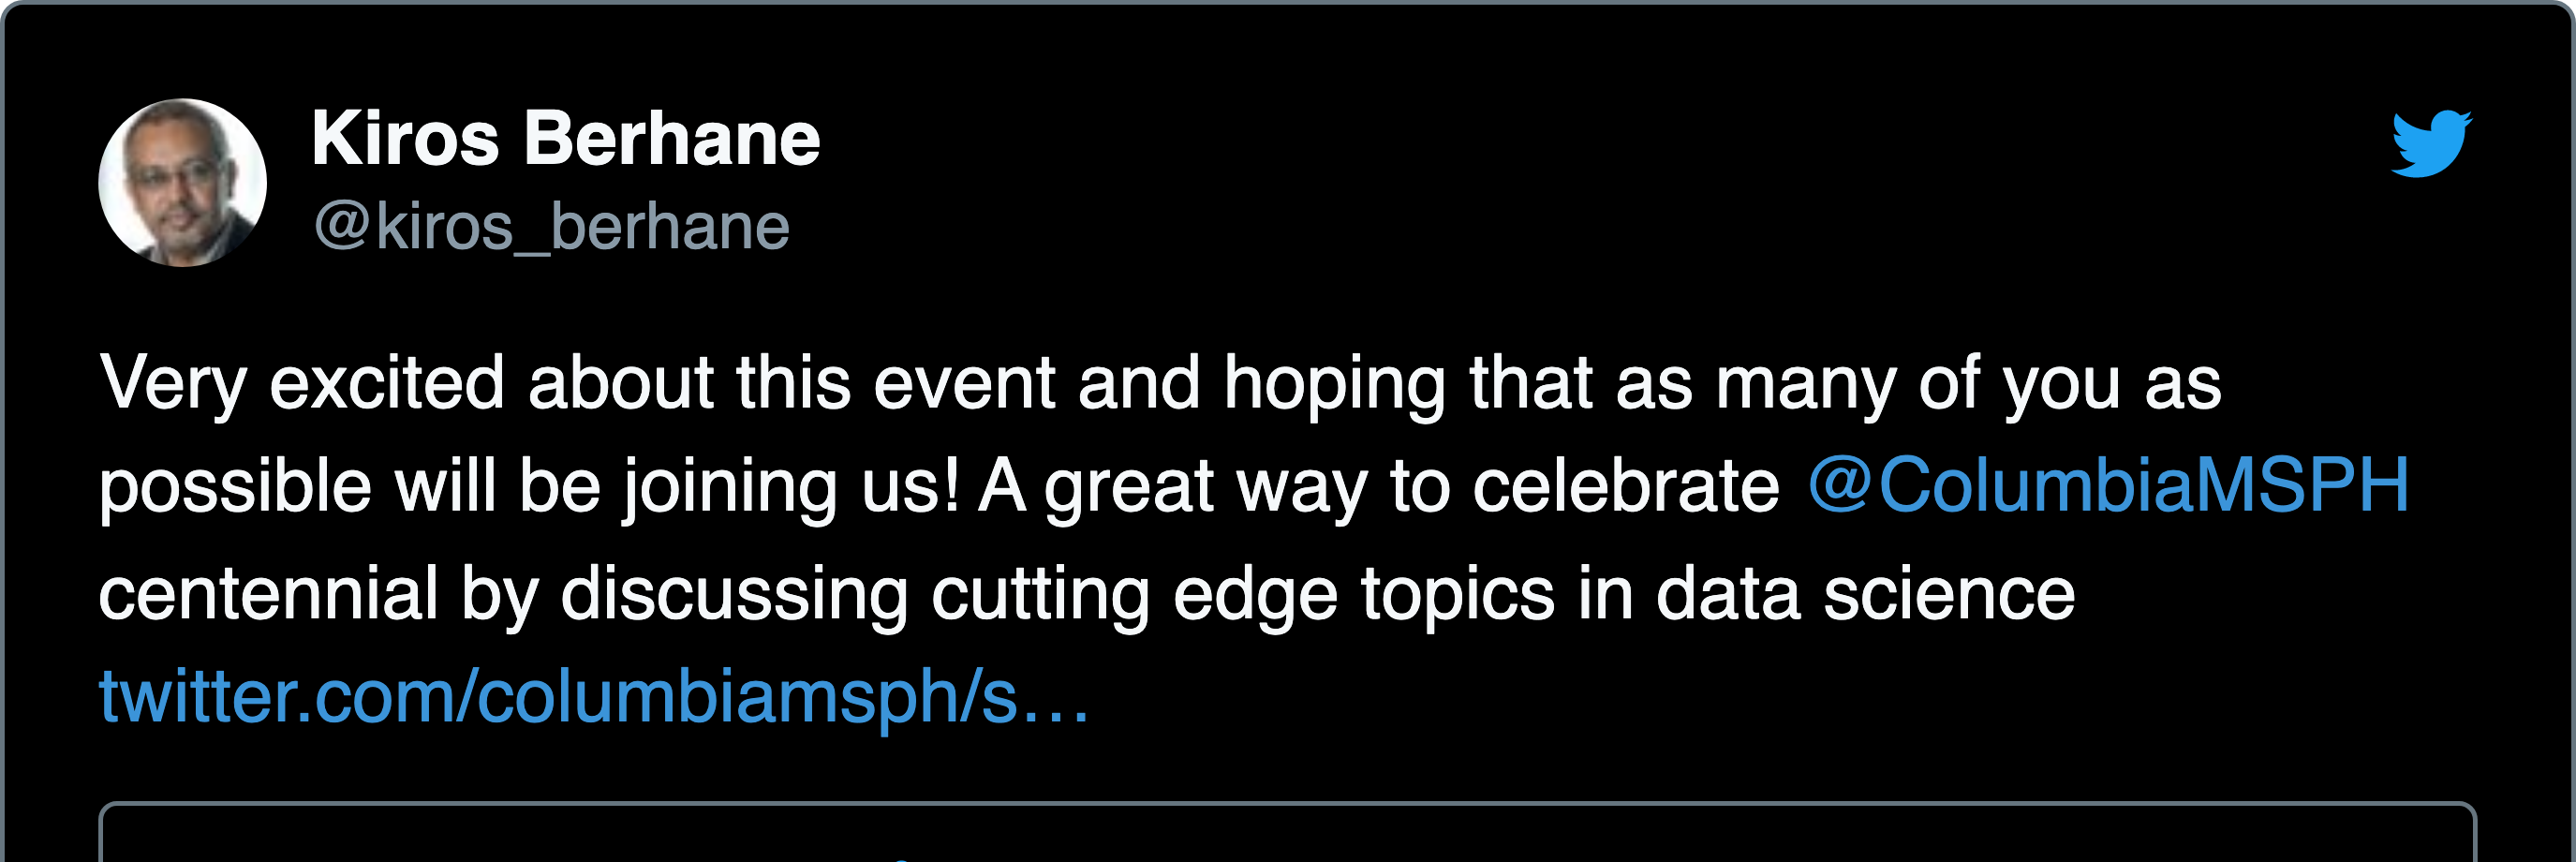 Kiros Berhane
@kiros_berhane
Very excited about this event and hoping that as many of you as
possible will be joining us! A great way to celebrate @ColumbiaMSPH
centennial by discussing cutting edge topics in data science
twitter.com/columbiamsph/s…